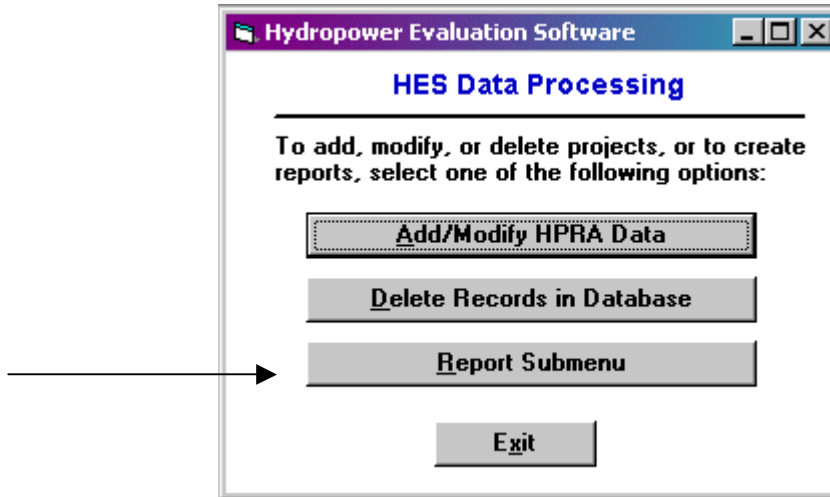 Hydropower Evaluation Software
HES Data Processing
To add, modify, or delete projects, or to create
reports, select one of the following options:
Add/Modify HPRA Data
Delete Records in Database
Report Submenu
Exit